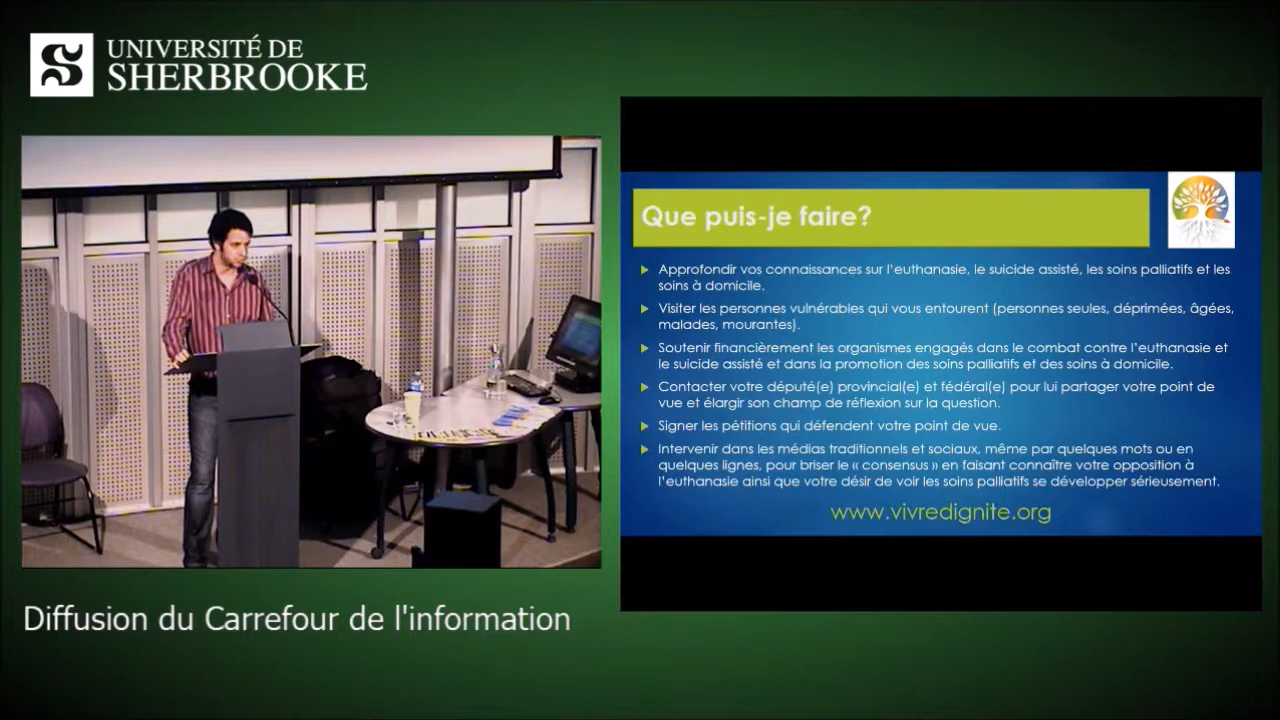 UNIVERSITÉ DE
SHERBROOKE
Que puis-je faire?
Approfondir vos connaissances sur l'euthanasie, le suicide assisté, les soins palliatifs et les
soins à domicile.
Visiter les personnes vulnérables qui vous entourent (personnes seules, déprimées, âgées,
malades, mourantes).
Soutenir financièrement les organismes engagés dans le combat contre l'euthanasie et
le suicide assisté et dans la promotion des soins palliatifs et des soins à domicile.
Contacter votre député(e) provincial(e) et fédéral(e) pour lui partager votre point de
vue et élargir son champ de réflexion sur la question.
Signer les pétitions qui défendent votre point de vue.
Intervenir dans les médias traditionnels et sociaux, même par quelques mots ou en
quelques lignes, pour briser le « consensus » en faisant connaître votre opposition à
l'euthanasie ainsi que votre désir de voir les soins palliatifs se développer sérieusement.
www.vivredignite.org
Diffusion du Carrefour de l'information